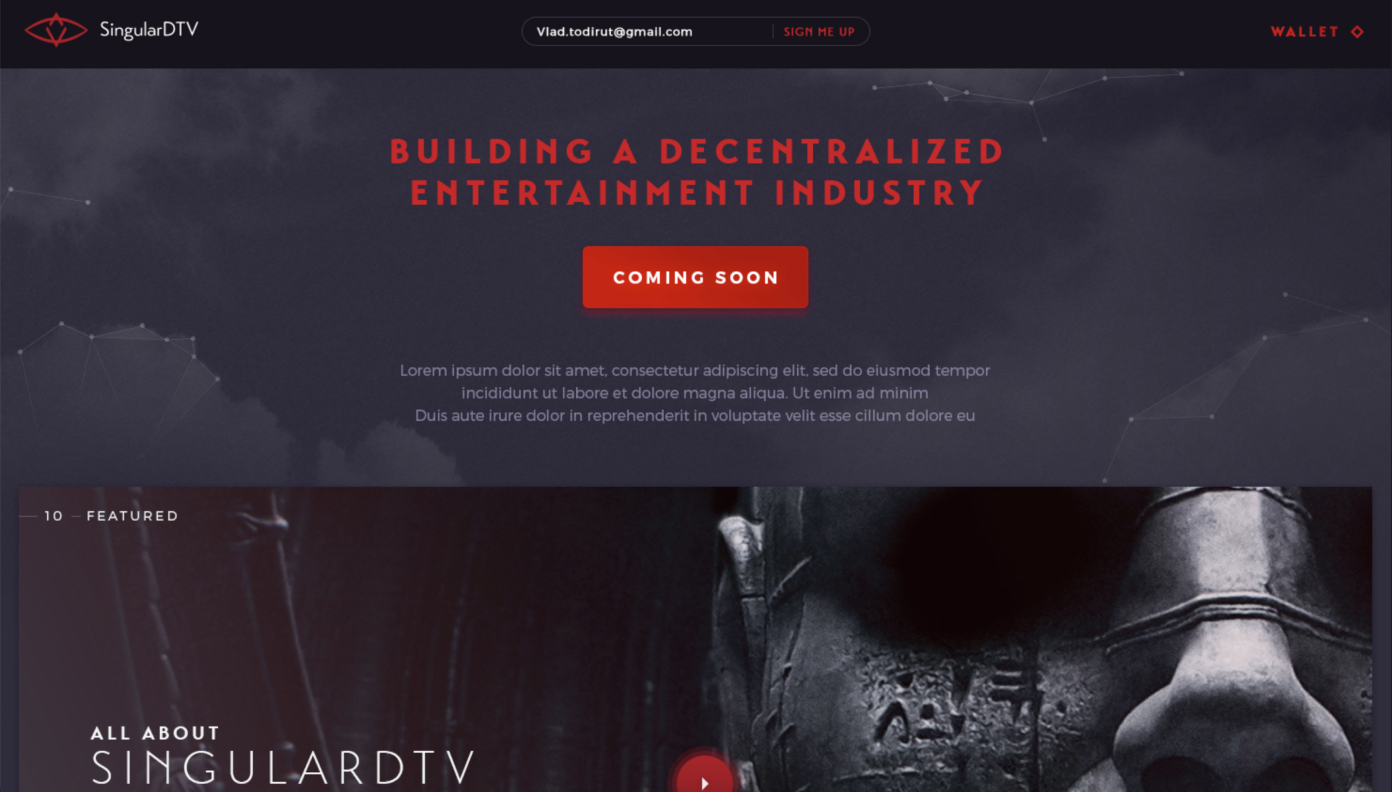 SingularDTV
Vlad.todirut@gmail.com
SIGN ME UP
WALLET
BUILDING A DECENTRALIZED
ENTERTAINMENT INDUSTRY
COMING SOON
Lorem ipsum dolor sit amet, consectetur adipiscing elit, sed do eiusmod tempor
incididunt ut labore et dolore magna aliqua. Ut enim ad minim
Duis aute irure dolor in reprehenderit in voluptate velit esse cillum dolore eu
10 FEATURED
ALL ABOUT
SINGULARDTV